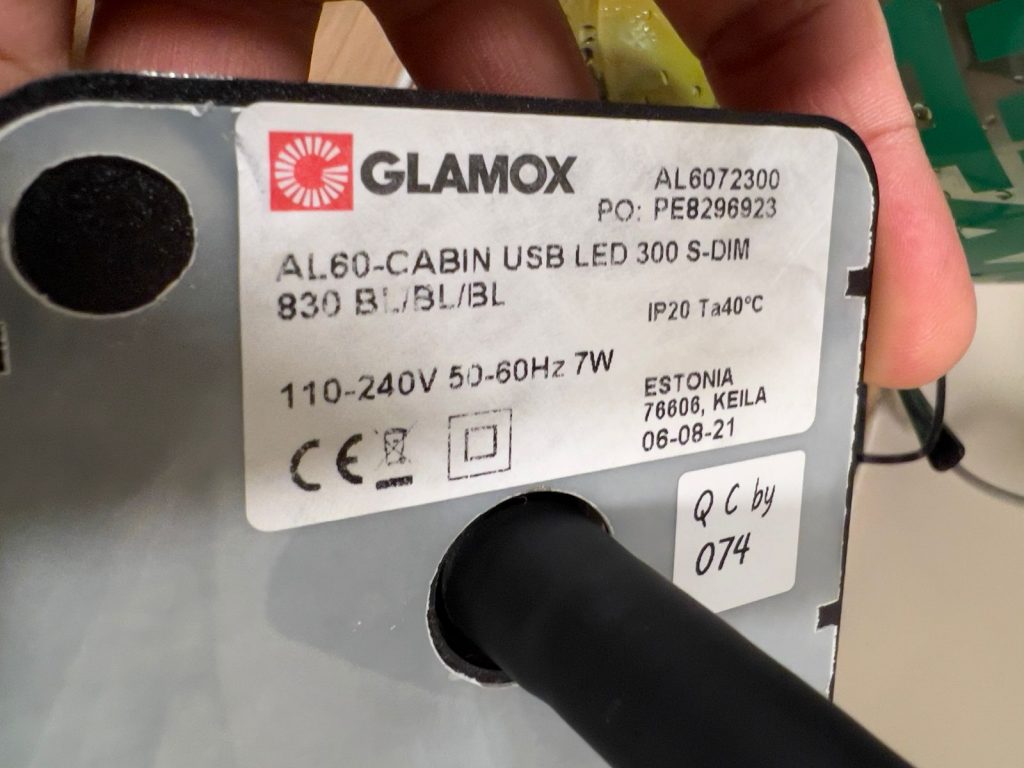 GLAMOX
AL6072300
PO: PE8296923
AL60-CABIN USB LED 300 S-DIM
830 BL/BL/BL
IP20 Ta40°C
110-240V 50-60Hz 7W
ESTONIA
76606, KEILA
06-08-21
CE
QC by
074